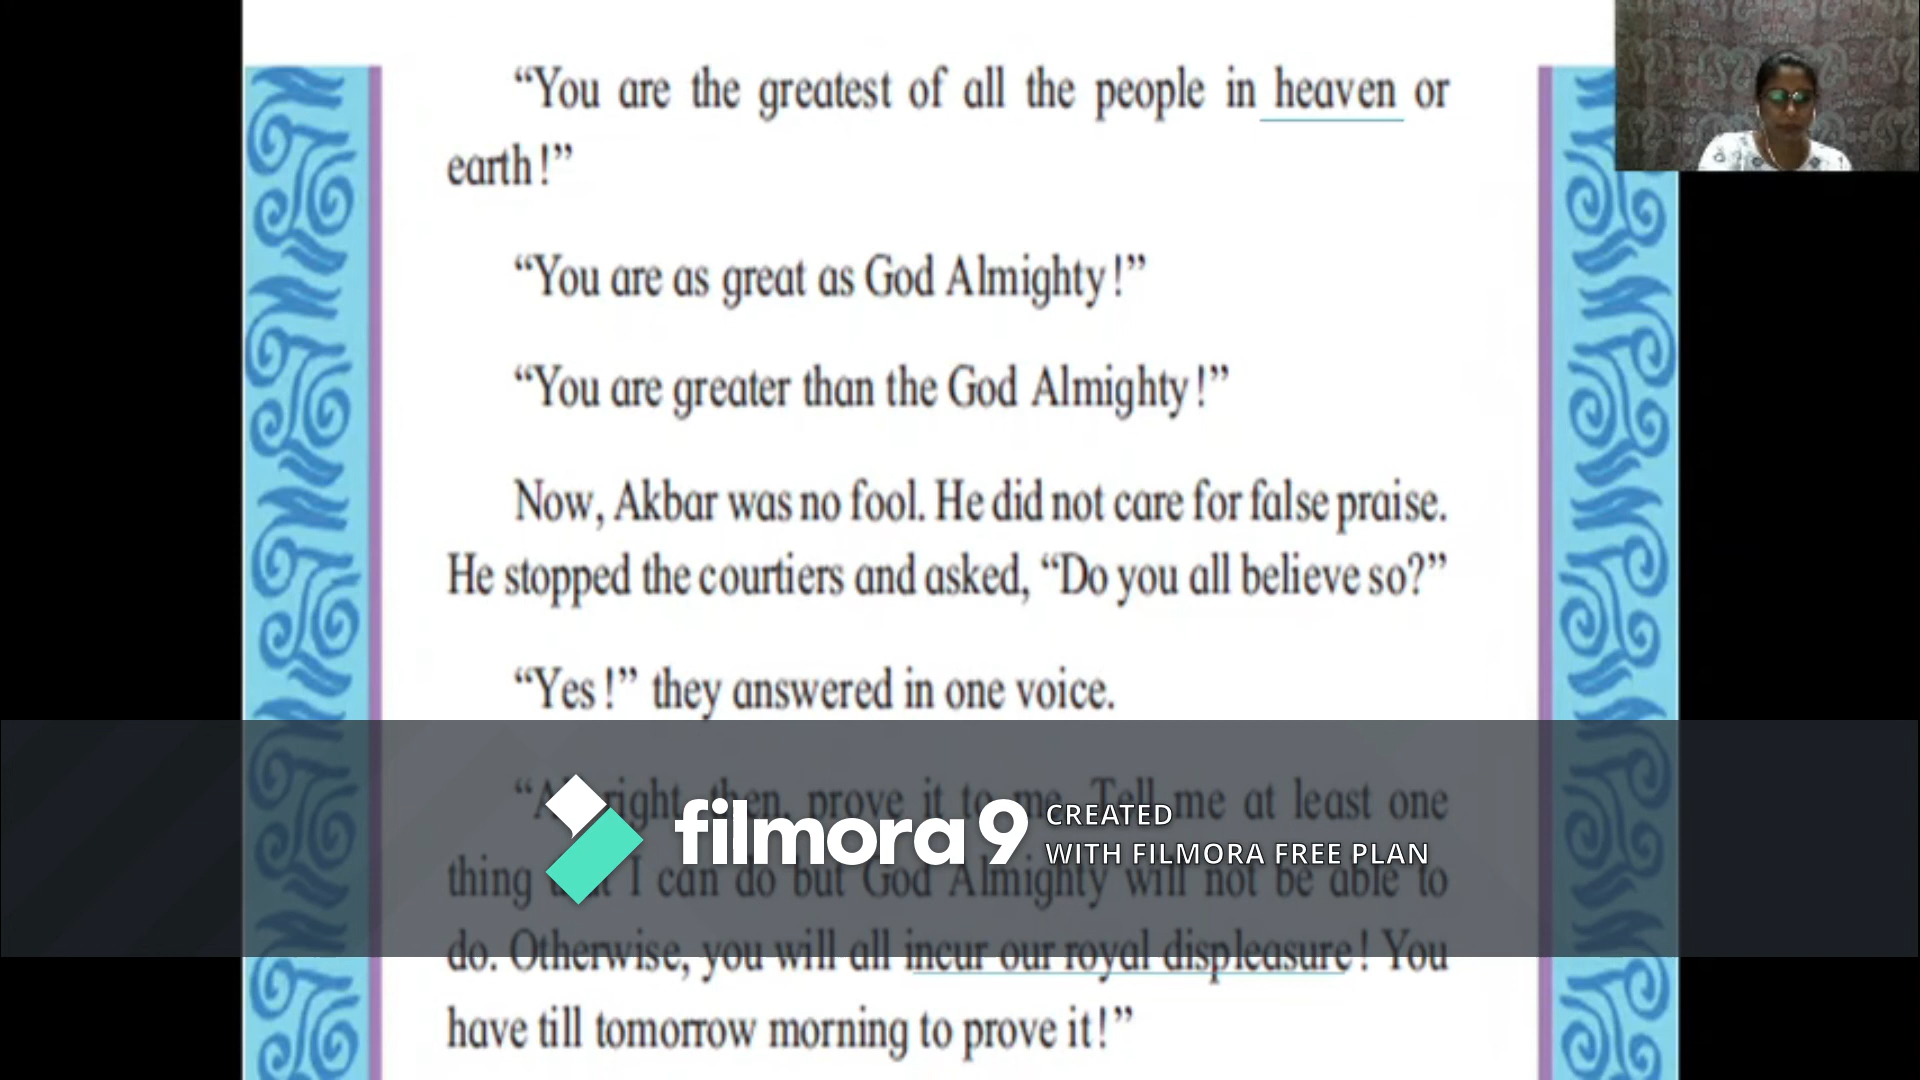 “You are the greatest of all the people in heaven or
earth!”
“You are as great as God Almighty!”
“You are greater than the God Almighty!”
Now, Akbar was no fool. He did not care for false praise.
He stopped the courtiers and asked, “Do you all believe so?”
“Yes!” they answered in one voice.
right, then, prove it to me. Tell me at least one
thing I can do but God Almighty will not be able to
do. Otherwise, you will all incur our royal displeasure! You
have till tomorrow morning to prove it!”
filmora9
CREATED
WITH FILMORA FREE PLAN